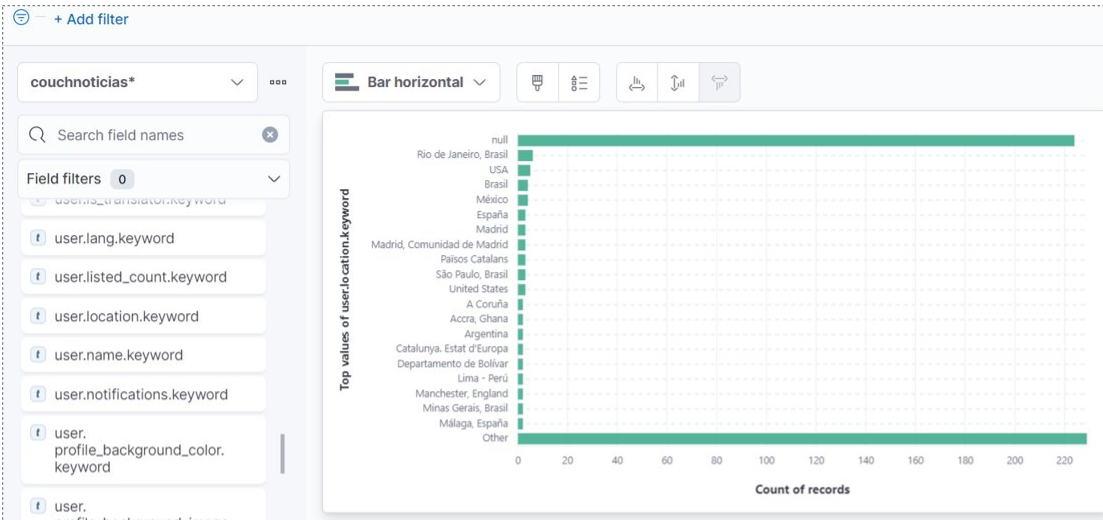 + Add filter
couchnoticias*
Bar horizontal
Search field names
Field filters 0
user.is_translator.keyword
t user.lang.keyword
t user.listed_count.keyword
t user.location.keyword
t user.name.keyword
t user.notifications.keyword
t user.
profile_background_color.
keyword
t user.
Top values of user.location.keyword
null
Rio de Janeiro, Brasil
USA
Brasil
México
España
Madrid
Madrid, Comunidad de Madrid
Països Catalans
São Paulo, Brasil
United States
A Coruña
Accra, Ghana
Argentina
Catalunya. Estat d'Europa
Departamento de Bolívar
Lima - Perú
Manchester, England
Minas Gerais, Brasil
Málaga, España
Other
0 20 40 60 80 100 120 140 160 180 200 220
Count of records